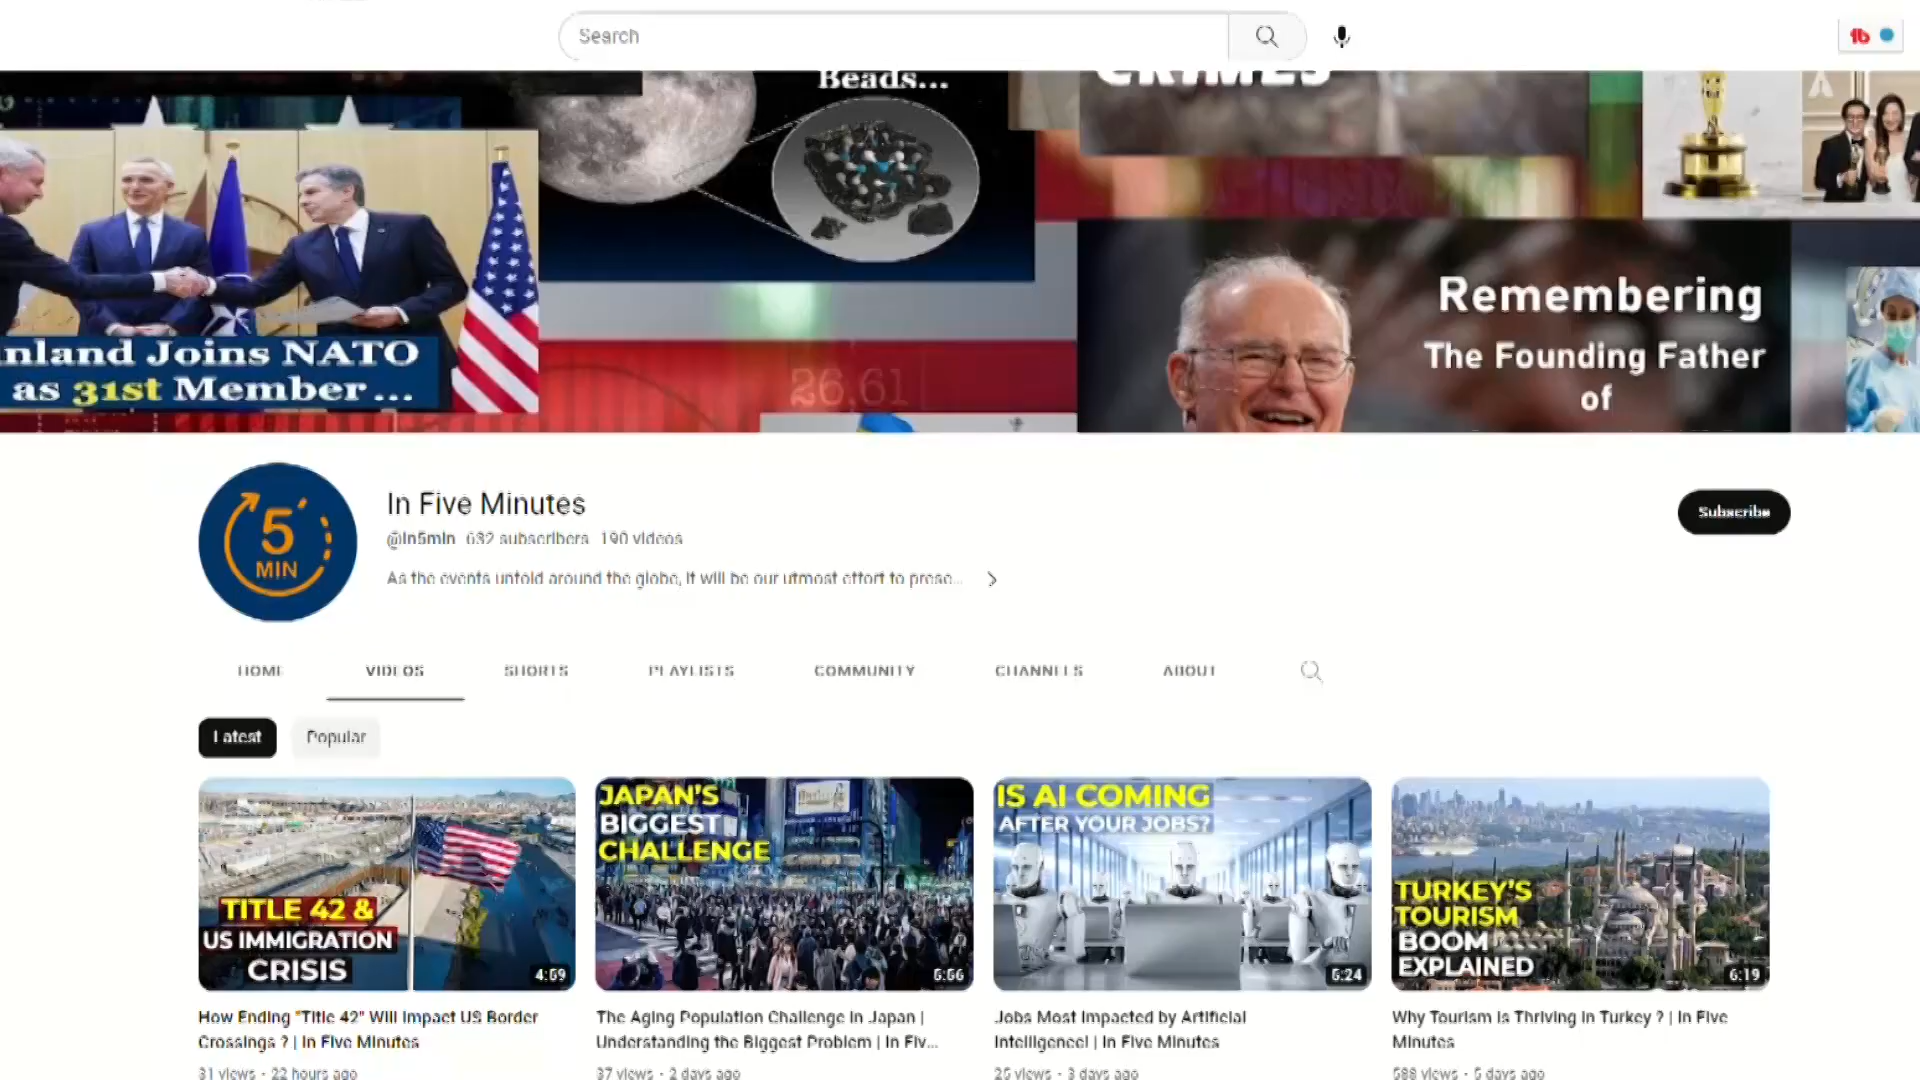 Search
Beads...
CRIMES
nland Joins NATO
as 31st Member...
26,61
Remembering
The Founding Father
of
5
MIN
In Five Minutes
@In5min 632 subscribers 190 videos
As the events unfold around the globe, it will be our utmost effort to prese...
Subscribe
HOME VIDEOS SHORTS PLAYLISTS COMMUNITY CHANNELS ABOUT
Latest Popular
TITLE 42 &
US IMMIGRATION
CRISIS
4:59
JAPAN'S
BIGGEST
CHALLENGE
IS AI COMING
AFTER YOUR JOBS?
TURKEY'S
TOURISM
BOOM
EXPLAINED
6:19
How Ending "Title 42" Will Impact US Border
Crossings ? | In Five Minutes
The Aging Population Challenge in Japan |
Understanding the Biggest Problem | In Fiv...
Jobs Most Impacted by Artificial
Intelligence! | In Five Minutes
Why Tourism is Thriving in Turkey ? | In Five
Minutes
31 views • 22 hours ago
37 views • 2 days ago
25 views • 3 days ago
588 views • 5 days ago